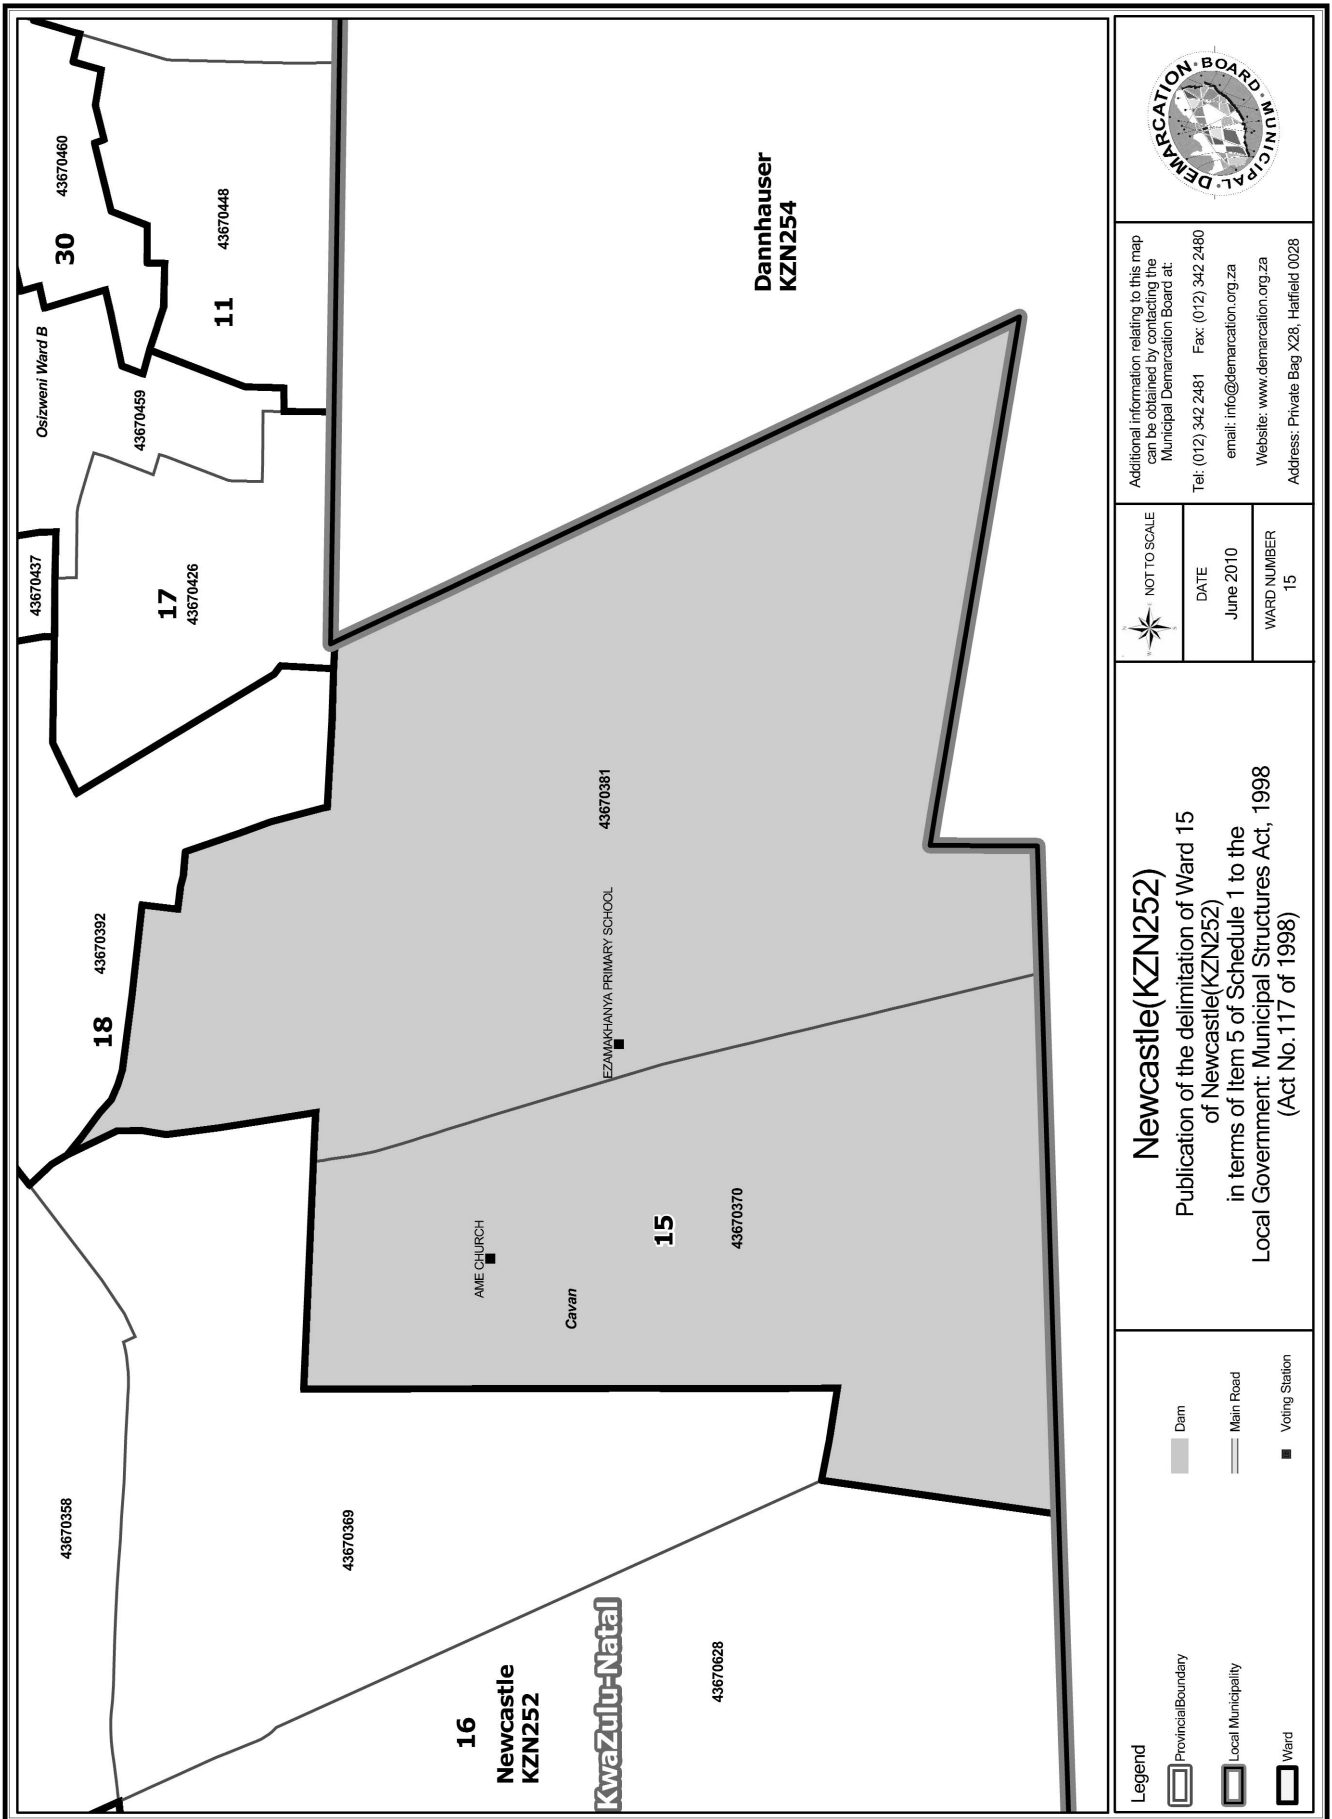 43670358
43670392
43670437
Osizweni Ward B
43670460
30
18
43670459
17
43670426
11
43670448
43670369
16
Newcastle
KZN252
KwaZulu-Natal
43670628
AME CHURCH
Cavan
15
43670370
EZAMAKHANYA PRIMARY SCHOOL
43670381
Dannhauser
KZN254
Legend
ProvincialBoundary
Local Municipality
Ward
Dam
Main Road
Voting Station
Newcastle(KZN252)
Publication of the delimitation of Ward 15
of Newcastle(KZN252)
in terms of Item 5 of Schedule 1 to the
Local Government: Municipal Structures Act, 1998
(Act No.117 of 1998)
NOT TO SCALE
DATE
June 2010
WARD NUMBER
15
Additional information relating to this map
can be obtained by contacting the
Municipal Demarcation Board at:
Tel: (012) 342 2481 Fax: (012) 342 2480
email: info@demarcation.org.za
Website: www.demarcation.org.za
Address: Private Bag X28, Hatfield 0028
MUNICIPAL DEMARCATION BOARD